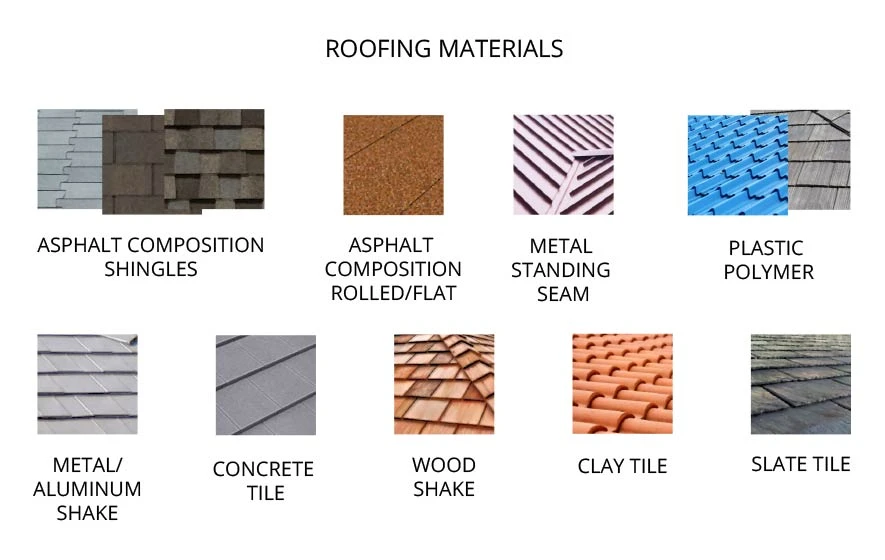 ROOFING MATERIALS
ASPHALT COMPOSITION
SHINGLES
ASPHALT
COMPOSITION
ROLLED/FLAT
METAL
STANDING
SEAM
PLASTIC
POLYMER
METAL/
ALUMINUM
SHAKE
CONCRETE
TILE
WOOD
SHAKE
CLAY TILE
SLATE TILE